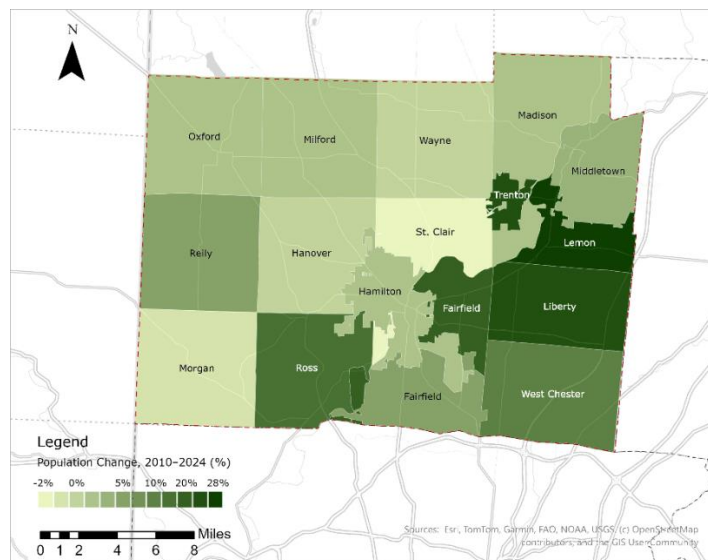 N
Madison
Oxford
Milford
Wayne
Middletown
Trenton
St. Clair
Lemon
Reily
Hanover
Hamilton
Fairfield
Liberty
Morgan
Ross
Fairfield
West Chester
Legend
Population Change, 2010–2024 (%)
-2% 0% 5% 10% 20% 28%
Miles
0 1 2 4 6 8
Sources: Esri, TomTom, Garmin, FAO, NOAA, USGS, (c) OpenStreetMap
contributors, and the GIS User Community